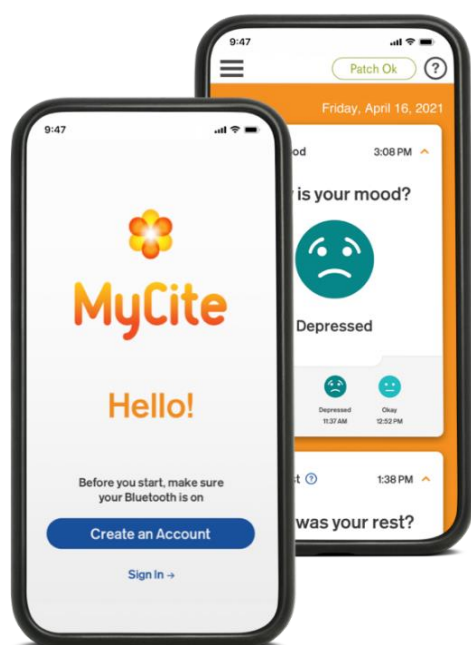 9:47
MyCite
Hello!
Before you start, make sure
your Bluetooth is on
Create an Account
Sign In →
9:47
Patch Ok
?
Friday, April 16, 2021
3:08 PM
is your mood?
Depressed
Depressed
Okay
11:37 AM
12:52 PM
?
1:38 PM
was your rest?